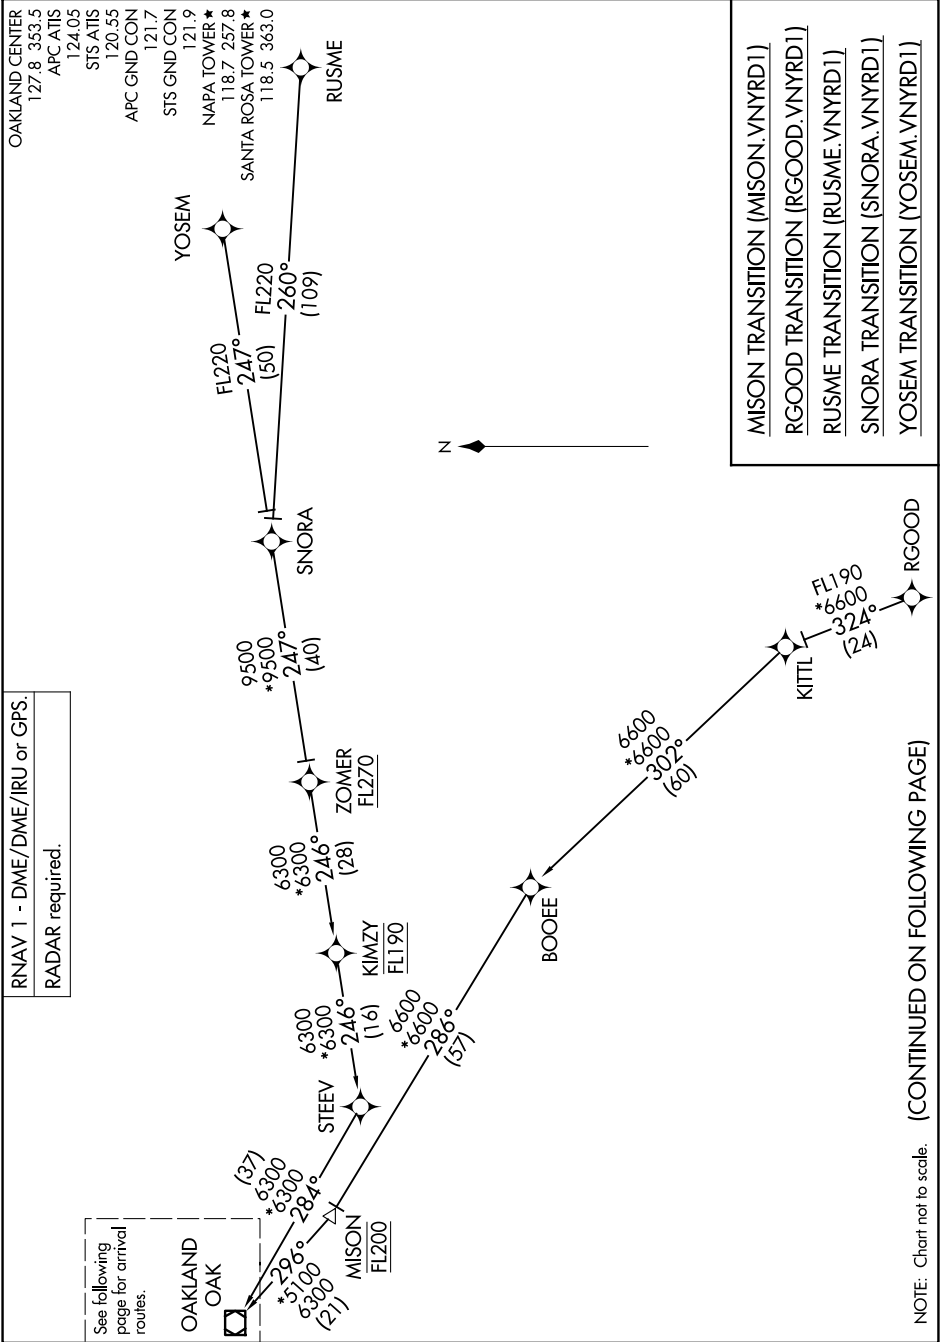 OAKLAND CENTER
127.8 353.5
APC ATIS
124.05
STS ATIS
120.55
APC GND CON
121.7
STS GND CON
121.9
NAPA TOWER★
118.7 257.8
SANTA ROSA TOWER★
118.5 363.0
RNAV 1 - DME/DME/IRU or GPS.
RADAR required.
See following
page for arrival
routes.
OAKLAND
OAK
(37)
6300
*6300
284°
296°
*5100
6300
(21)
MISON
FL200
STEEV
6300
*6300
246°
(16)
KIMZY
FL190
6300
*6300
246°
(28)
ZOMER
FL270
9500
*9500
247°
(40)
SNORA
FL220
247°
(50)
YOSEM
FL220
260°
(109)
RUSME
N
6600
*6600
286°
(57)
BOOEE
6600
*6600
302°
(60)
KITTL
FL190
*6600
324°
(24)
RGOOD
MISON TRANSITION (MISON.VNYRD1)
RGOOD TRANSITION (RGOOD.VNYRD1)
RUSME TRANSITION (RUSME.VNYRD1)
SNORA TRANSITION (SNORA.VNYRD1)
YOSEM TRANSITION (YOSEM.VNYRD1)
NOTE: Chart not to scale.
(CONTINUED ON FOLLOWING PAGE)